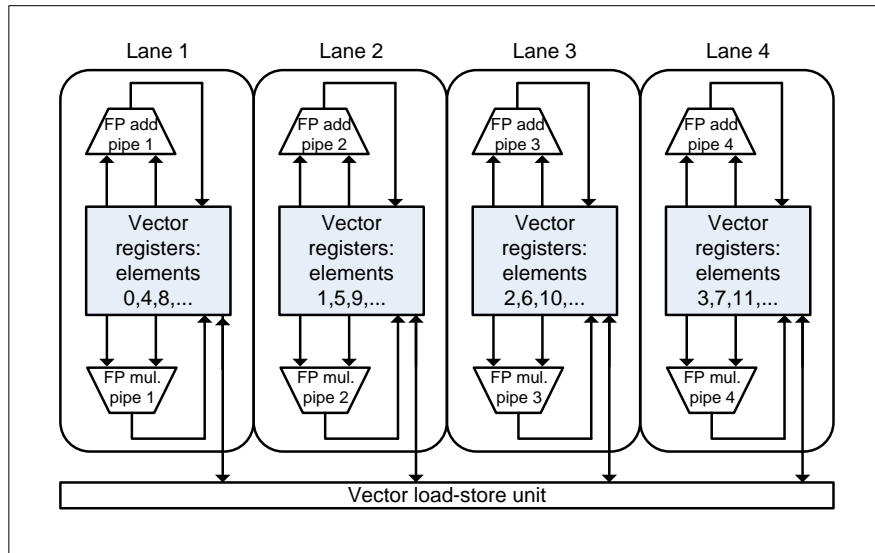 Lane 1
Lane 2
Lane 3
Lane 4
FP add
pipe 1
FP add
pipe 2
FP add
pipe 3
FP add
pipe 4
Vector
registers:
elements
0,4,8,...
Vector
registers:
elements
1,5,9,...
Vector
registers:
elements
2,6,10,...
Vector
registers:
elements
3,7,11,...
FP mul.
pipe 1
FP mul.
pipe 2
FP mul.
pipe 3
FP mul.
pipe 4
Vector load-store unit